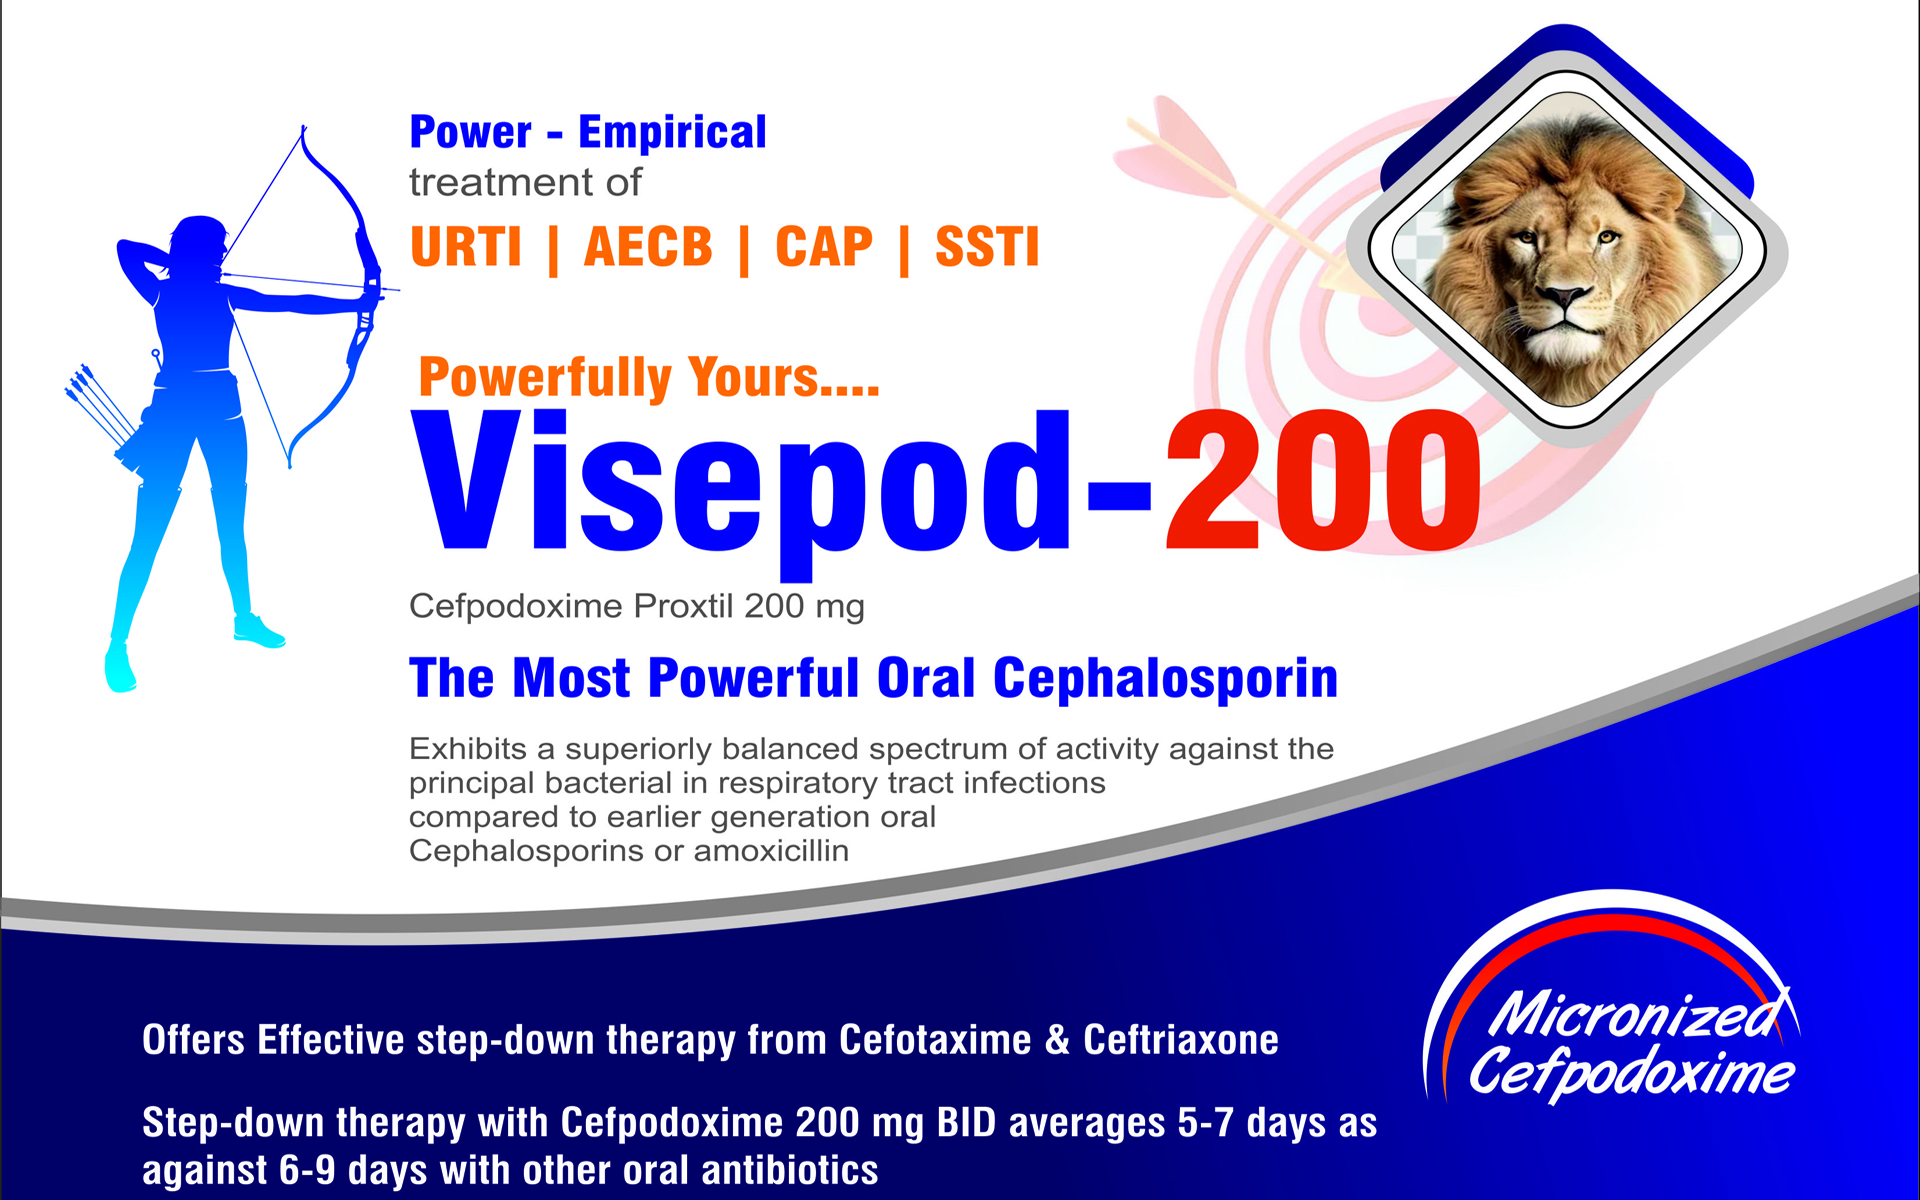 Power - Empirical
treatment of
URTI | AECB | CAP | SSTI
Powerfully Yours....
Visepod-200
Cefpodoxime Proxtil 200 mg
The Most Powerful Oral Cephalosporin
Exhibits a superiorly balanced spectrum of activity against the
principal bacterial in respiratory tract infections
compared to earlier generation oral
Cephalosporins or amoxicillin
Micronized
Cefpodoxime
Offers Effective step-down therapy from Cefotaxime & Ceftriaxone
Step-down therapy with Cefpodoxime 200 mg BID averages 5-7 days as
against 6-9 days with other oral antibiotics